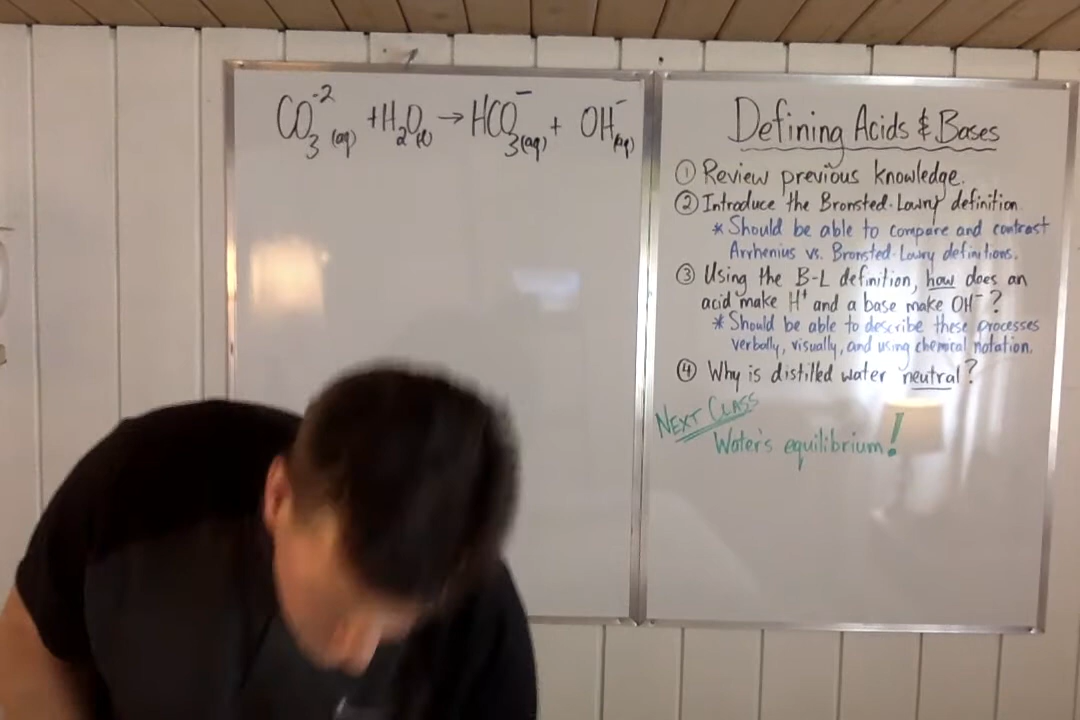 CO₃⁻²(aq) + H₂O(l) → HCO₃⁻(aq) + OH⁻(aq)
Defining Acids & Bases
① Review previous knowledge.
② Introduce the Bronsted-Lowry definition
* Should be able to compare and contrast
Arrhenius vs. Bronsted-Lowry definitions.
③ Using the B-L definition, how does an
acid make H⁺ and a base make OH⁻?
* Should be able to describe these processes
verbally, visually, and using chemical notation.
④ Why is distilled water neutral?
NEXT CLASS
Water's equilibrium!